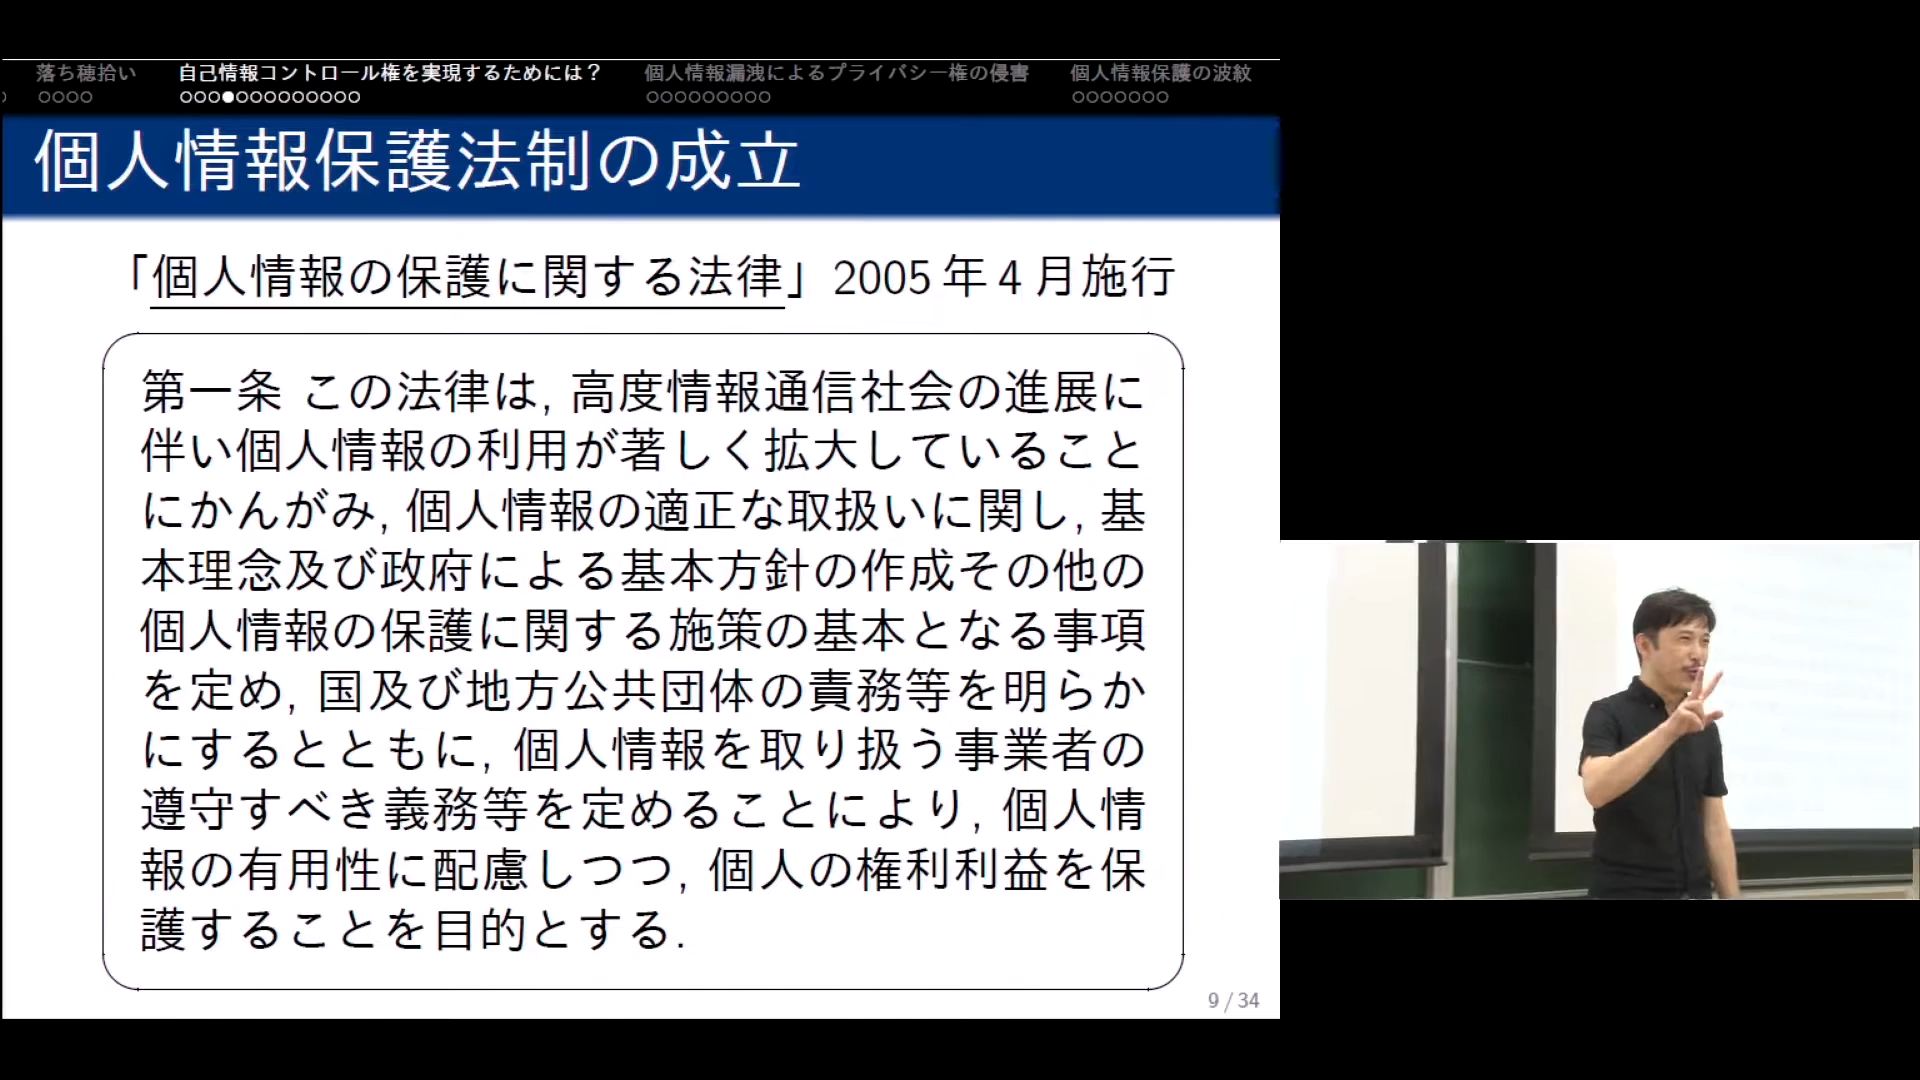 落ち穂拾い 自己情報コントロール権を実現するためには？ 個人情報漏洩によるプライバシー権の侵害 個人情報保護の波紋
個人情報保護法制の成立
「個人情報の保護に関する法律」2005年4月施行
第一条 この法律は, 高度情報通信社会の進展に
伴い個人情報の利用が著しく拡大していること
にかんがみ, 個人情報の適正な取扱いに関し, 基
本理念及び政府による基本方針の作成その他の
個人情報の保護に関する施策の基本となる事項
を定め, 国及び地方公共団体の責務等を明らか
にするとともに, 個人情報を取り扱う事業者の
遵守すべき義務等を定めることにより, 個人情
報の有用性に配慮しつつ, 個人の権利利益を保
護することを目的とする.
9 / 34